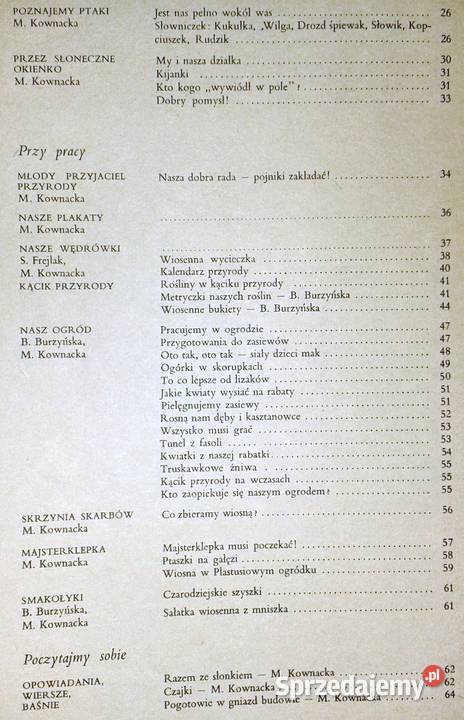 POZNAJEMY PTAKI Jest nas pełno wokół was 26
M. Kownacka Słowniczek: Kukułka, Wilga, Drozd śpiewak, Słowik, Kop-
ciuszek, Rudzik 26
PRZEZ SŁONECZNE My i nasza działka 30
OKIENKO Kijanki 31
M. Kownacka Kto kogo „wywiódł w pole"? 31
Dobry pomysł! 33
Przy pracy
MŁODY PRZYJACIEL Nasza dobra rada — pojniki zakładać! 34
PRZYRODY
M. Kownacka
NASZE PLAKATY 36
M. Kownacka
NASZE WĘDRÓWKI 37
S. Frejlak, Wiosenna wycieczka 38
M. Kownacka Kalendarz przyrody 40
KĄCIK PRZYRODY Rośliny w kąciku przyrody 41
Metryczki naszych roślin — B. Burzyńska 41
Wiosenne bukiety — B. Burzyńska 44
NASZ OGRÓD Pracujemy w ogrodzie 47
B. Burzyńska, Przygotowania do zasiewów 47
M. Kownacka Oto tak, oto tak — siały dzieci mak 48
Ogórki w skorupkach 49
To co lepsze od lizaków 50
Jakie kwiaty wysiać na rabaty 51
Pielęgnujemy zasiewy 51
Rosną nam dęby i kasztanowce 52
Wszystko musi grać 53
Tunel z fasoli 53
Kwiatki z naszej rabatki 54
Truskawkowe żniwa 55
Kącik przyrody na wczasach 55
Kto zaopiekuje się naszym ogrodem? 55
SKRZYNIA SKARBÓW Co zbieramy wiosną? 56
M. Kownacka
MAJSTERKLEPKA Majsterklepka musi poczekać! 57
M. Kownacka Ptaszki na gałęzi 58
Wiosna w Plastusiowym ogródku 59
SMAKOŁYKI Czarodziejskie szyszki 61
B. Burzyńska, Sałatka wiosenna z mniszka 61
M. Kownacka
Poczytajmy sobie
OPOWIADANIA, Razem ze słonkiem — M. Kownacka 62
WIERSZE, Czajki — M. Kownacka 62
BAŚNIE Pogotowie w gniazd budowie — M. Kownacka 64
Sprzedajemy.pl